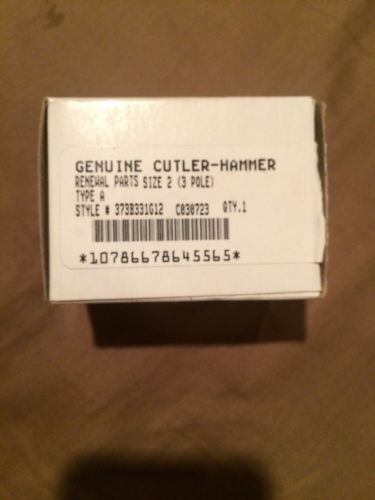 GENUINE CUTLER-HAMMER
RENEWAL PARTS SIZE 2 (3 POLE)
TYPE A
STYLE # 373B331G12 C030723 QTY.1
*10786678645565*